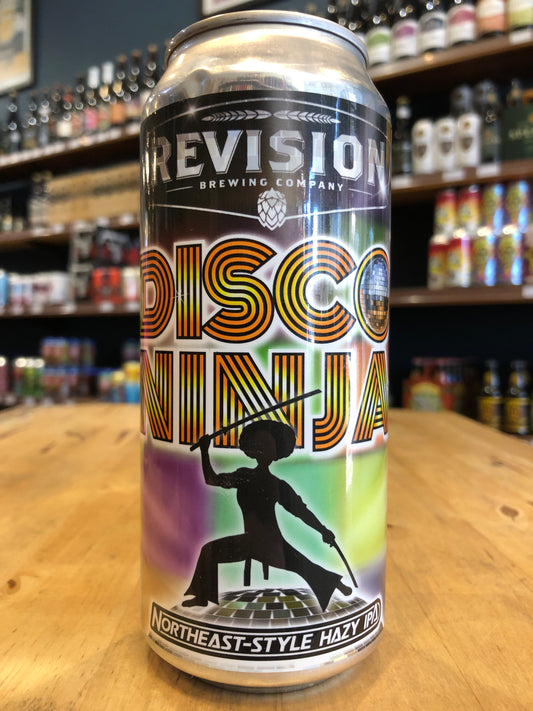 REVISION
BREWING COMPANY
DISCO
NINJA
NORTHEAST-STYLE HAZY IPA